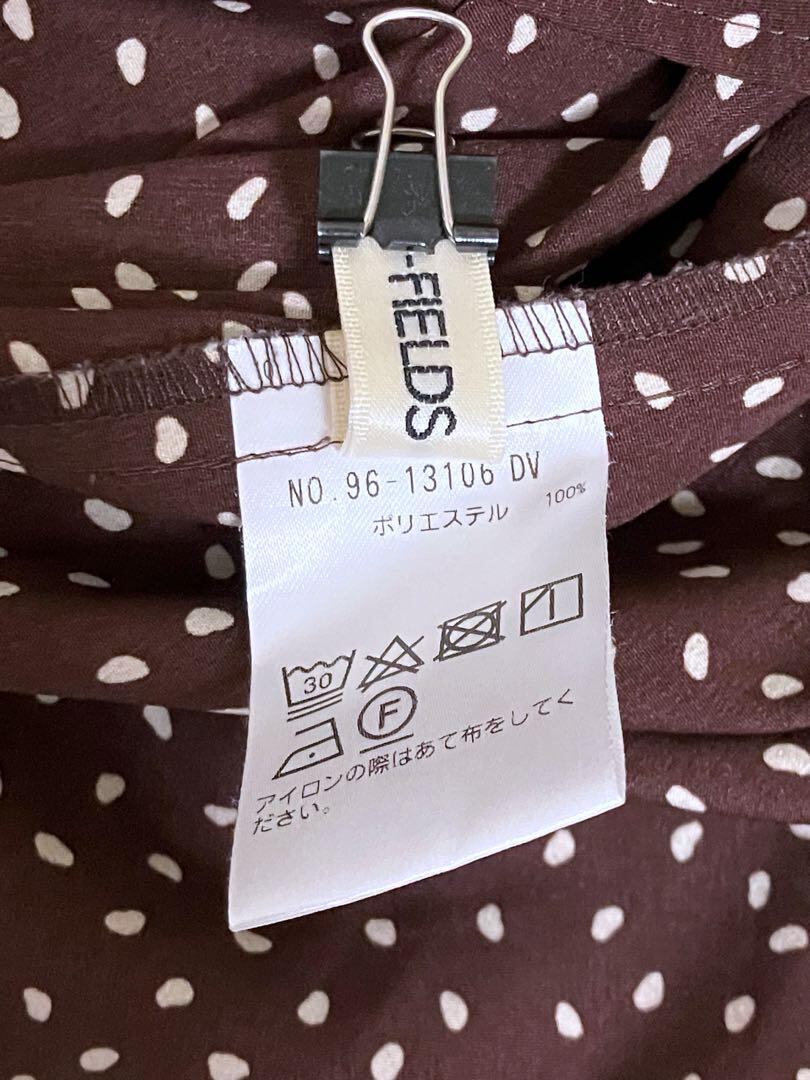 -FIELDS
NO.96-13106 DV
ポリエステル 100%
30
F
アイロンの際はあて布をしてく
ださい。